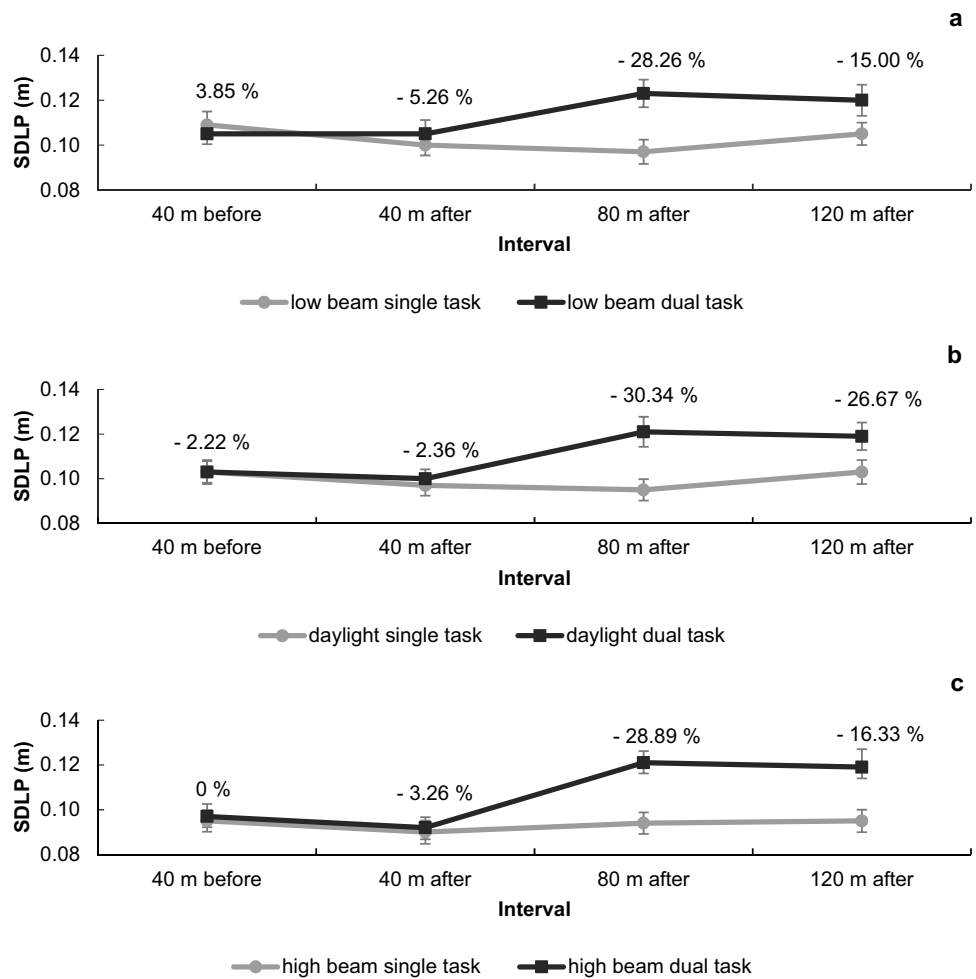 a
0.14
0.12
0.10
0.08
SDLP (m)
3.85 %
- 5.26 %
- 28.26 %
- 15.00 %
40 m before
40 m after
80 m after
120 m after
Interval
low beam single task
low beam dual task
b
0.14
0.12
0.10
0.08
SDLP (m)
- 2.22 %
- 2.36 %
- 30.34 %
- 26.67 %
40 m before
40 m after
80 m after
120 m after
Interval
daylight single task
daylight dual task
c
0.14
0.12
0.10
0.08
SDLP (m)
0 %
- 3.26 %
- 28.89 %
- 16.33 %
40 m before
40 m after
80 m after
120 m after
Interval
high beam single task
high beam dual task